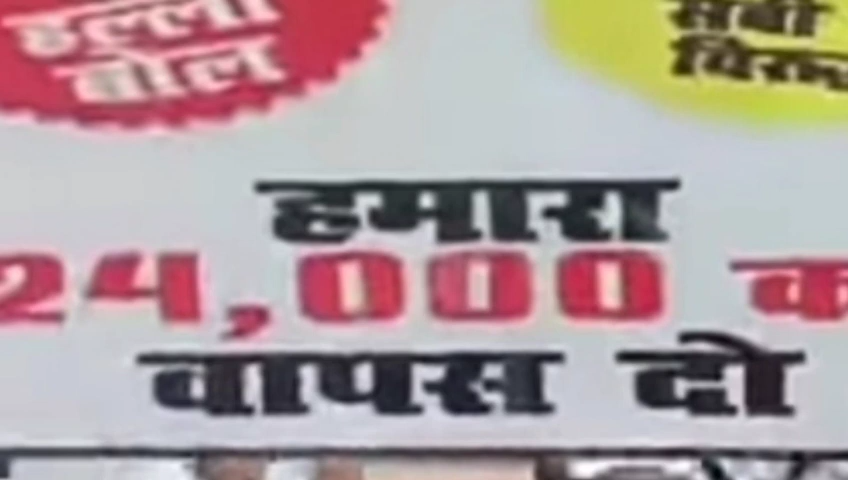 हल्ला
बोल
सेबी
हमारा
24,000
वापस दो